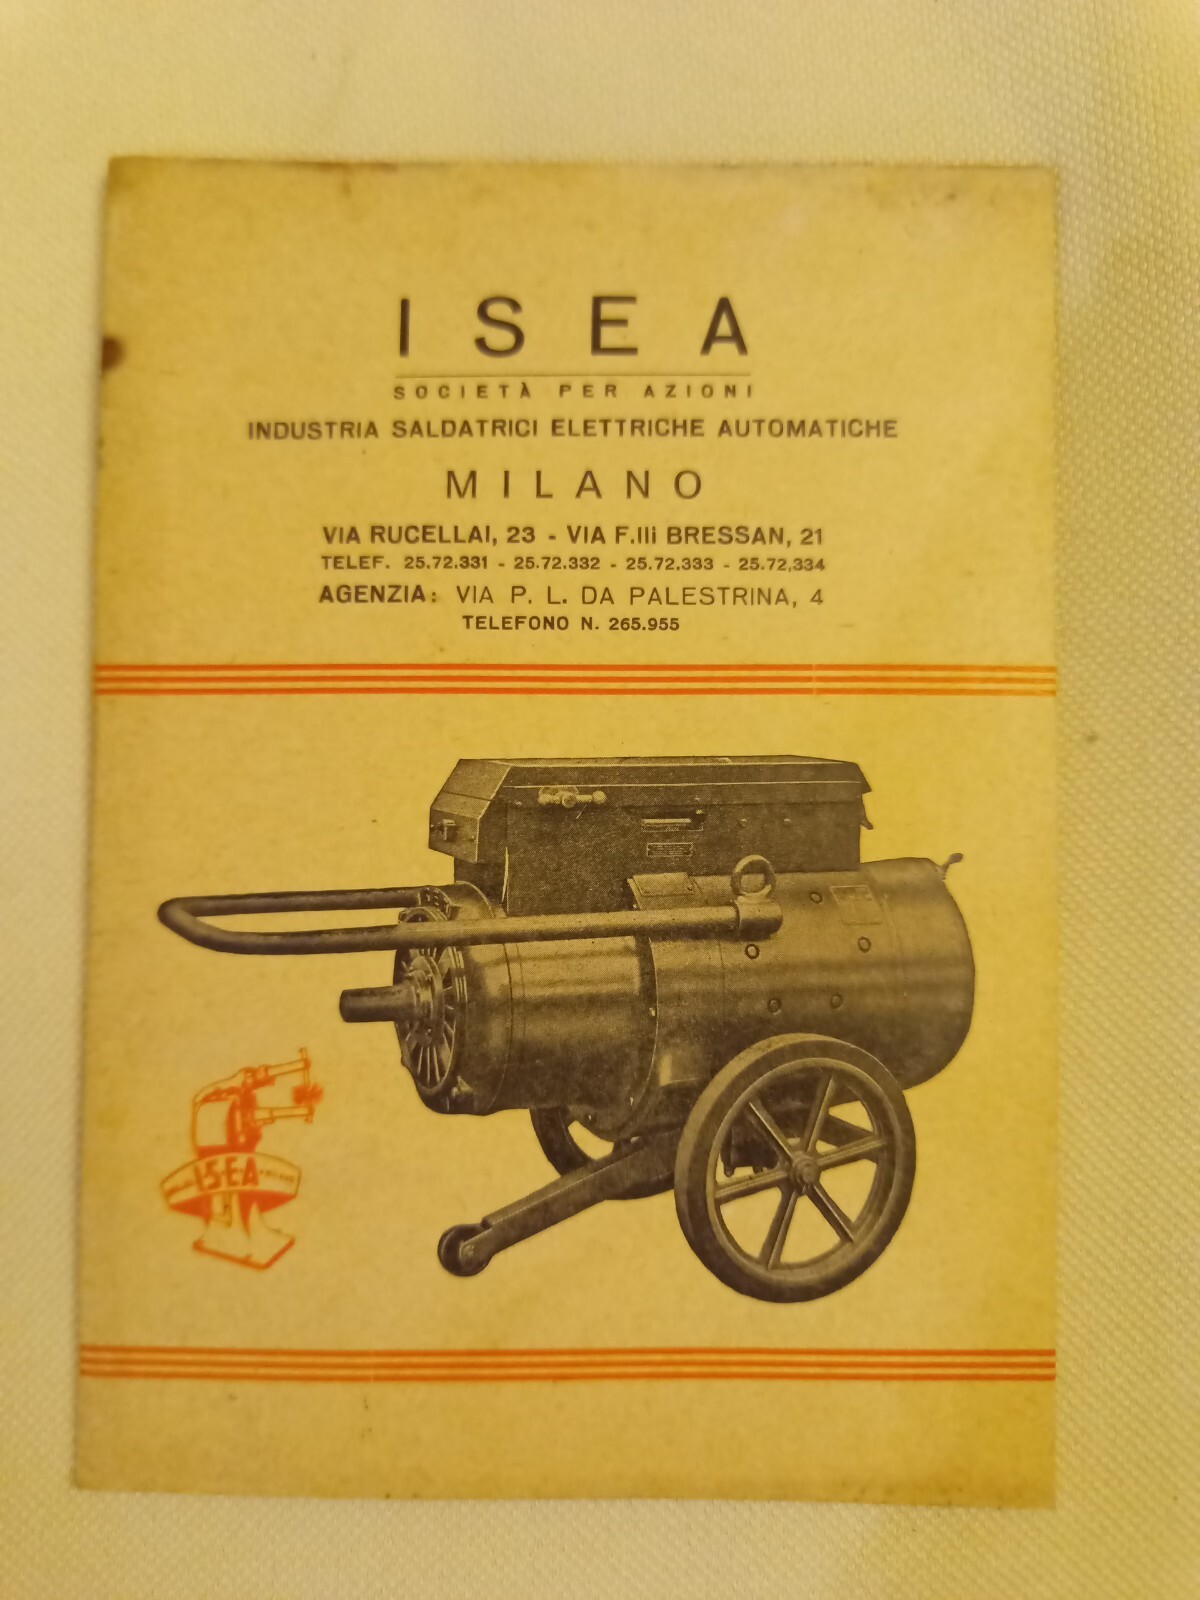 ISEA
SOCIETÀ PER AZIONI
INDUSTRIA SALDATRICI ELETTRICHE AUTOMATICHE
MILANO
VIA RUCELLAI, 23 - VIA F.lli BRESSAN, 21
TELEF. 25.72.331 - 25.72.332 - 25.72.333 - 25.72,334
AGENZIA: VIA P. L. DA PALESTRINA, 4
TELEFONO N. 265.955
ISEA